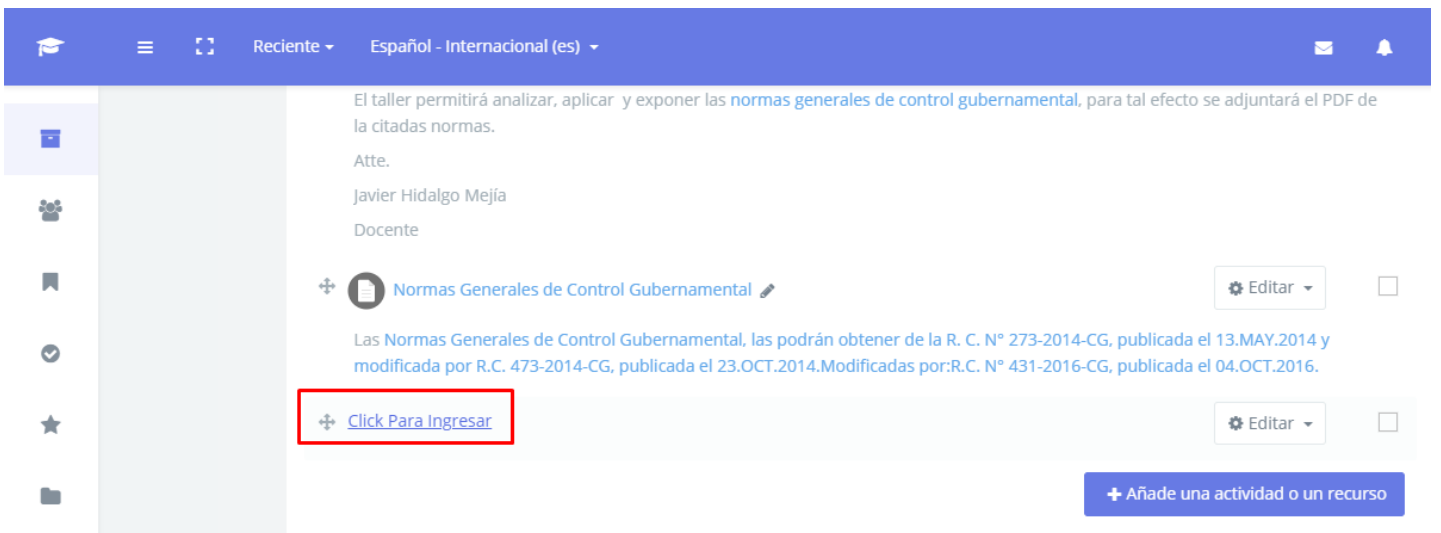 Reciente
Español - Internacional (es)
El taller permitirá analizar, aplicar y exponer las normas generales de control gubernamental, para tal efecto se adjuntará el PDF de
la citadas normas.
Atte.
Javier Hidalgo Mejía
Docente
Normas Generales de Control Gubernamental
Editar
Las Normas Generales de Control Gubernamental, las podrán obtener de la R. C. N° 273-2014-CG, publicada el 13.MAY.2014 y
modificada por R.C. 473-2014-CG, publicada el 23.OCT.2014.Modificadas por:R.C. N° 431-2016-CG, publicada el 04.OCT.2016.
Click Para Ingresar
Editar
Añade una actividad o un recurso